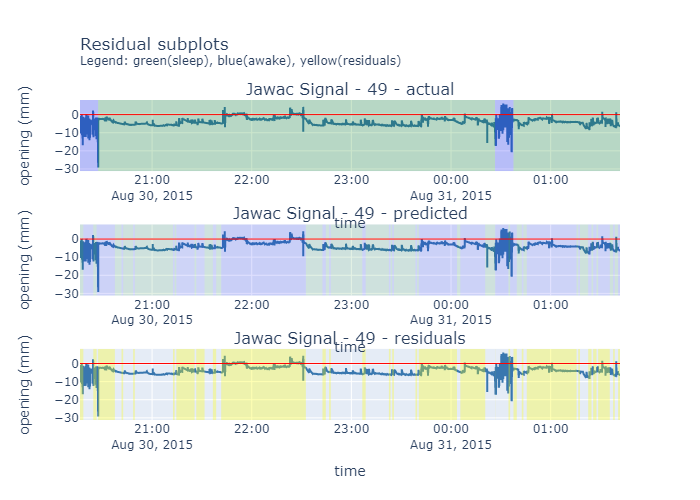 Residual subplots
Legend: green(sleep), blue(awake), yellow(residuals)
Jawac Signal - 49 - actual
opening (mm)
0
−10
−20
−30
21:00 22:00 23:00 00:00 01:00
Aug 30, 2015 Aug 31, 2015
Jawac Signal - 49 - predicted
time
opening (mm)
0
−10
−20
−30
21:00 22:00 23:00 00:00 01:00
Aug 30, 2015 Aug 31, 2015
Jawac Signal - 49 - residuals
time
opening (mm)
0
−10
−20
−30
21:00 22:00 23:00 00:00 01:00
Aug 30, 2015 Aug 31, 2015
time